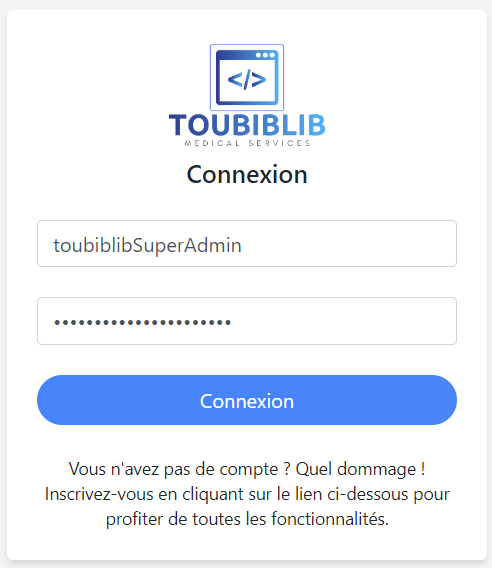 </>
TOUBIBLIB
MEDICAL SERVICES
Connexion
toubiblibSuperAdmin
••••••••••••••••••••••
Connexion
Vous n'avez pas de compte ? Quel dommage !
Inscrivez-vous en cliquant sur le lien ci-dessous pour
profiter de toutes les fonctionnalités.